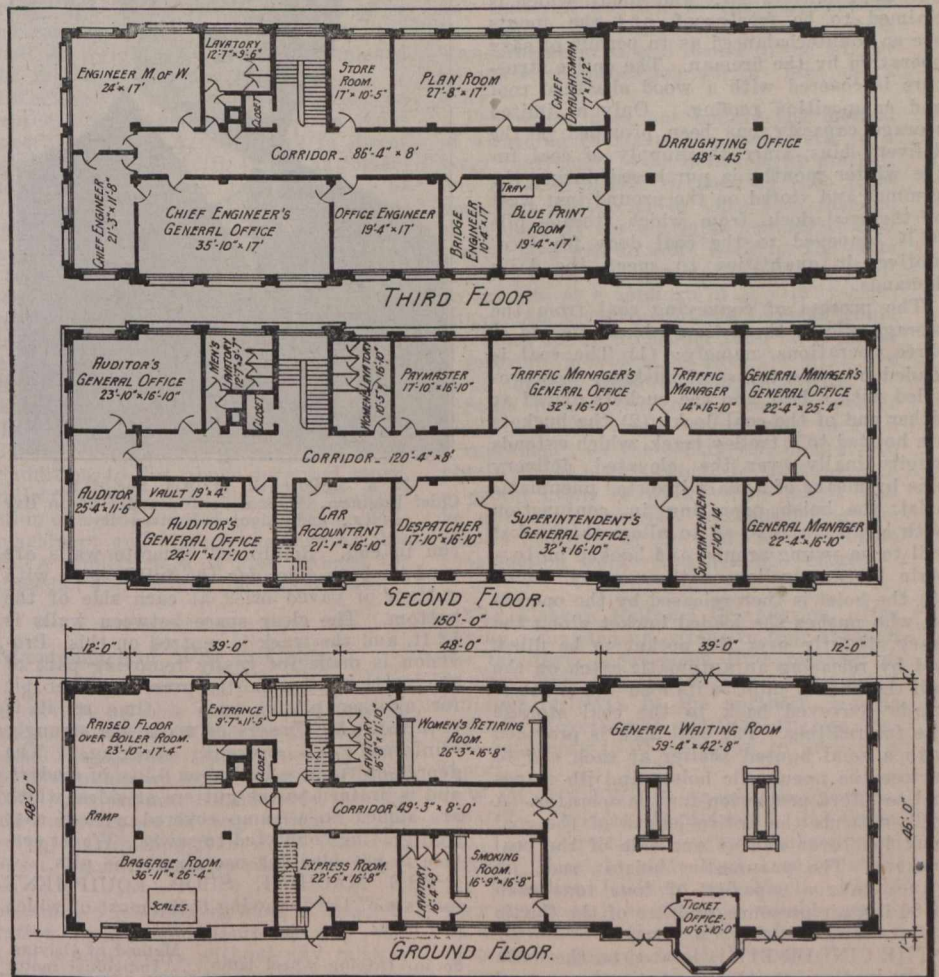 LAVATORY
12'-7"×9'-6"
ENGINEER M. OF W.
24'×17'
CLOSET
STORE
ROOM.
17'×10'-5"
PLAN ROOM
27'-8"×17'
CHIEF
DRAUGHTSMAN
17'×11'-2"
DRAUGHTING OFFICE
48'×45'
CORRIDOR_ 86'-4"×8'
CHIEF ENGINEER
21'-3"×11'-8"
CHIEF ENGINEER'S
GENERAL OFFICE
35'-10"×17'
OFFICE ENGINEER
19'-4"×17'
BRIDGE
ENGINEER
10'-4"×17'
TRAY
BLUE PRINT
ROOM
19'-4"×17'
THIRD FLOOR
AUDITOR'S
GENERAL OFFICE
23'-10"×16'-10"
MEN'S
LAVATORY
12'-7"×9'-7"
CLOSET
WOMEN'S LAVATORY
10'-5"×16'-10"
PAYMASTER
17'-10"×16'-10"
TRAFFIC MANAGER'S
GENERAL OFFICE
32'×16'-10"
TRAFFIC
MANAGER
14'×16'-10"
GENERAL MANAGER'S
GENERAL OFFICE
22'-4"×25'-4"
CORRIDOR_ 120'-4"×8'
AUDITOR
25'-4"×11'-6"
VAULT 19'×4'
AUDITOR'S
GENERAL OFFICE
24'-11"×17'-10"
CAR
ACCOUNTANT
21'-1"×16'-10"
DESPATCHER
17'-10"×16'-10"
SUPERINTENDENT'S
GENERAL OFFICE.
32'×16'-10"
SUPERINTENDENT
17'-10"×14'
GENERAL MANAGER
22'-4"×16'-10"
SECOND FLOOR.
150'-0"
12'-0"
39'-0"
48'-0"
39'-0"
12'-0"
1'
48'-0"
46'-0"
1'
RAISED FLOOR
OVER BOILER ROOM.
23'-10"×17'-4"
ENTRANCE
9'-7"×11'-5"
CLOSET
LAVATORY
16'-8"×11'-10"
WOMEN'S RETIRING
ROOM.
26'-3"×16'-8"
GENERAL WAITING ROOM
59'-4"×42'-8"
RAMP
CORRIDOR 49'-3"×8'-0"
BAGGAGE ROOM.
36'-11"×26'-4"
SCALES.
EXPRESS ROOM.
22'-6"×16'-8"
LAVATORY
16'-4"×9'
SMOKING
ROOM
16'-9"×16'-8"
TICKET
OFFICE.
10'-6"×10'-0"
GROUND FLOOR.